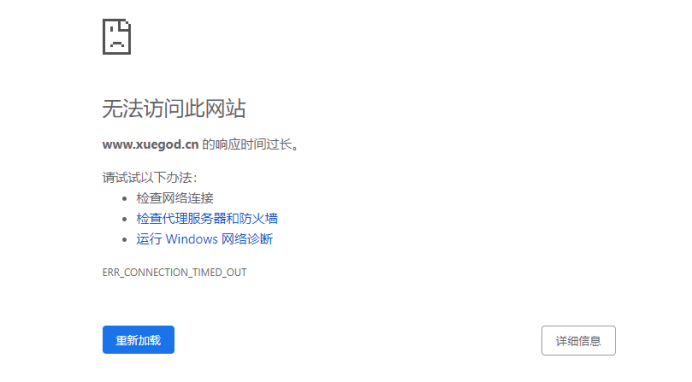 无法访问此网站
www.xuegod.cn 的响应时间过长。
请试试以下办法：
• 检查网络连接
• 检查代理服务器和防火墙
• 运行 Windows 网络诊断
ERR_CONNECTION_TIMED_OUT
重新加载
详细信息